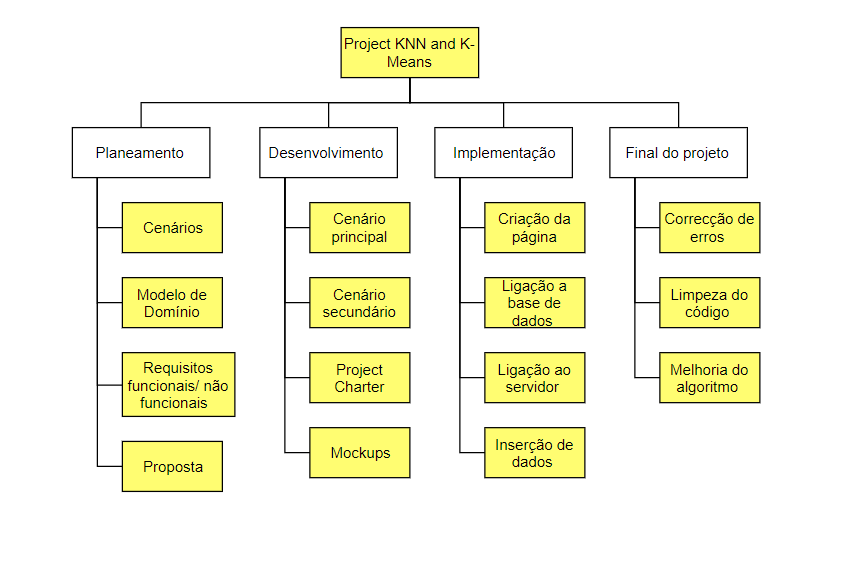 Project KNN and K-
Means
Planeamento
Desenvolvimento
Implementação
Final do projeto
Cenários
Modelo de
Domínio
Requisitos
funcionais/ não
funcionais
Proposta
Cenário
principal
Cenário
secundário
Project
Charter
Mockups
Criação da
página
Ligação a
base de
dados
Ligação ao
servidor
Inserção de
dados
Correcção de
erros
Limpeza do
código
Melhoria do
algoritmo